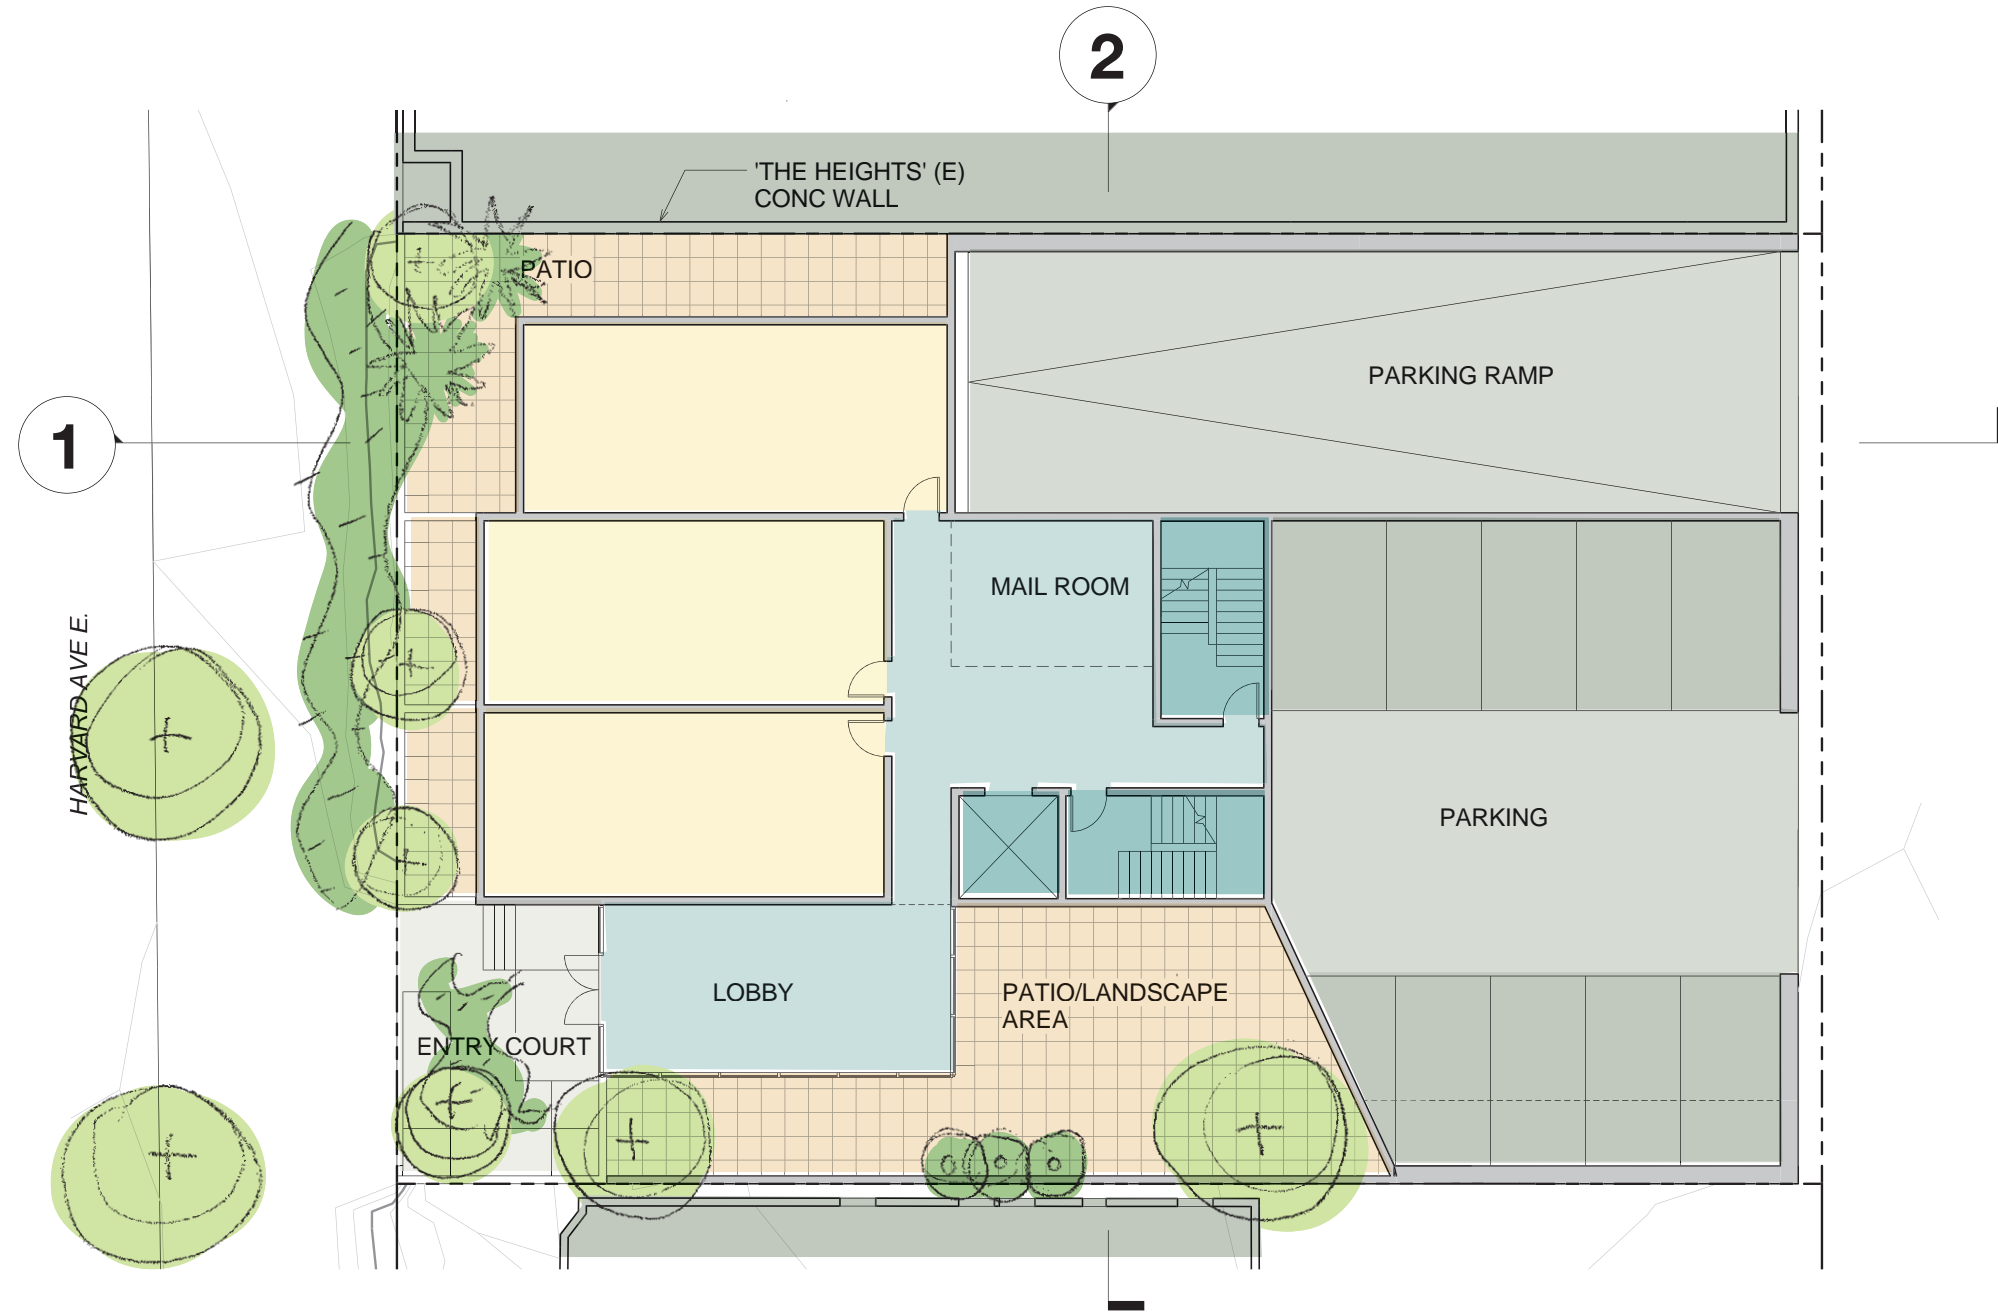 2
'THE HEIGHTS' (E)
CONC WALL
PATIO
PARKING RAMP
1
MAIL ROOM
HARVARD AVE E.
PARKING
LOBBY
PATIO/LANDSCAPE
AREA
ENTRY COURT